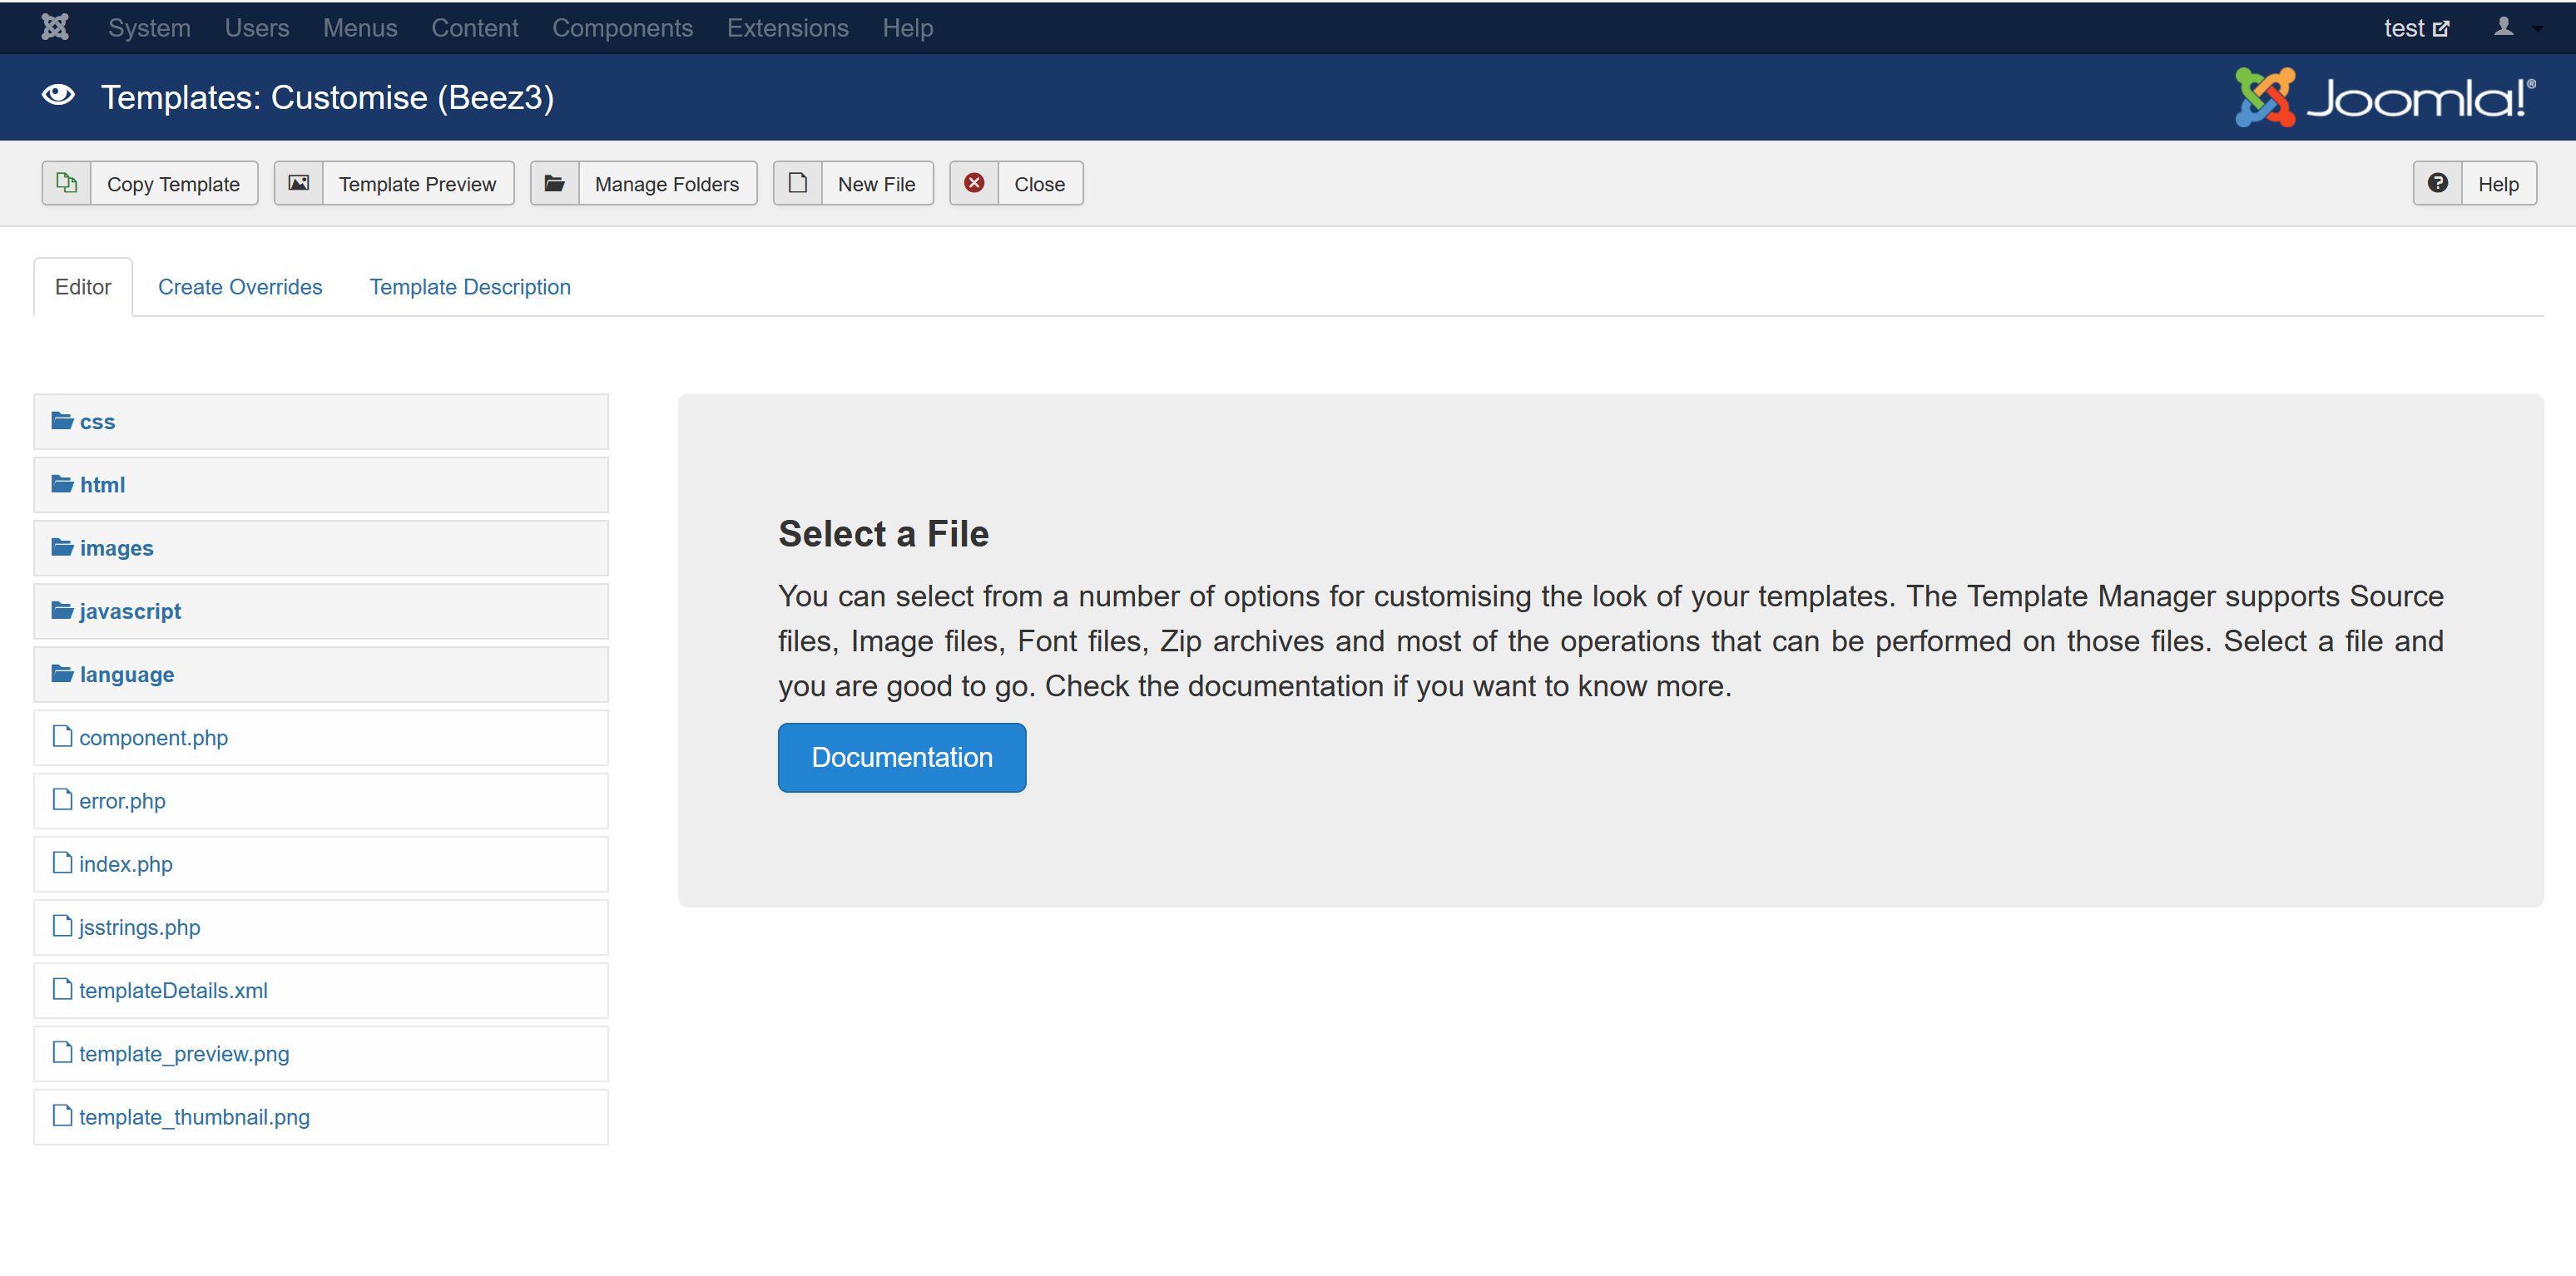 System Users Menus Content Components Extensions Help test
Templates: Customise (Beez3) Joomla!®
Copy Template Template Preview Manage Folders New File Close Help
Editor Create Overrides Template Description
css
html
images
javascript
language
component.php
error.php
index.php
jsstrings.php
templateDetails.xml
template_preview.png
template_thumbnail.png
Select a File
You can select from a number of options for customising the look of your templates. The Template Manager supports Source
files, Image files, Font files, Zip archives and most of the operations that can be performed on those files. Select a file and
you are good to go. Check the documentation if you want to know more.
Documentation